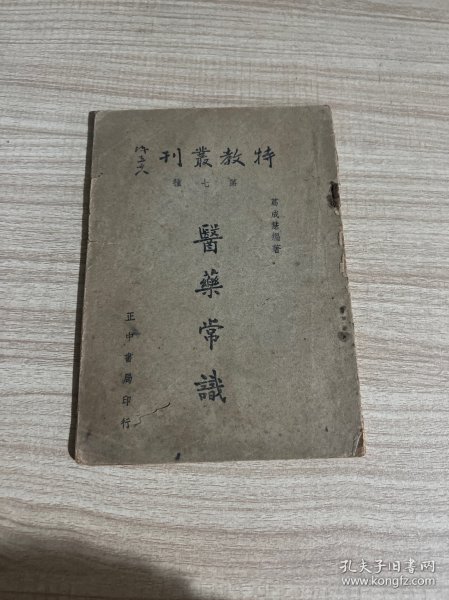 特教叢刊
第七種
葛成慧編著
醫藥常識
正中書局印行
孔夫子旧书网
www.kongfz.com